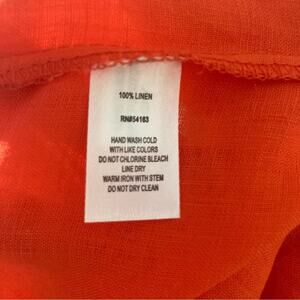 100% LINEN
RN#54163
HAND WASH COLD
WITH LIKE COLORS
DO NOT CHLORINE BLEACH
LINE DRY
WARM IRON WITH STEM
DO NOT DRY CLEAN